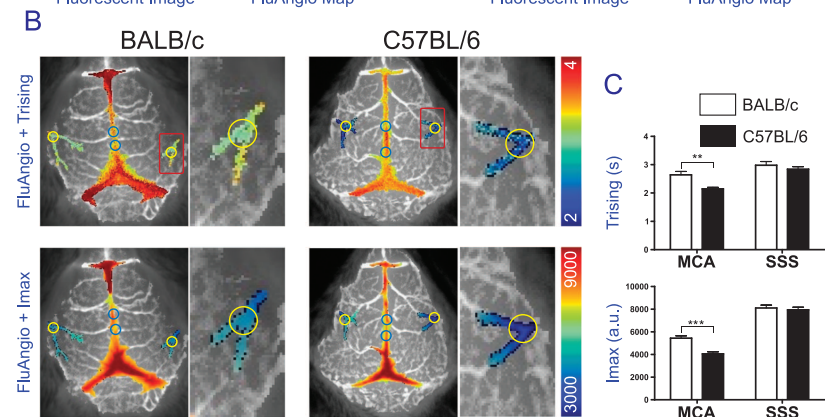 Fluorescent Image FluAngio Map Fluorescent Image FluAngio Map
B
BALB/c C57BL/6
FluAngio + Trising
4
2
FluAngio + Imax
9000
3000
C
BALB/c
C57BL/6
Trising (s)
4
3
2
1
0
**
MCA SSS
Imax (a.u.)
10000
8000
6000
4000
2000
0
***
MCA SSS